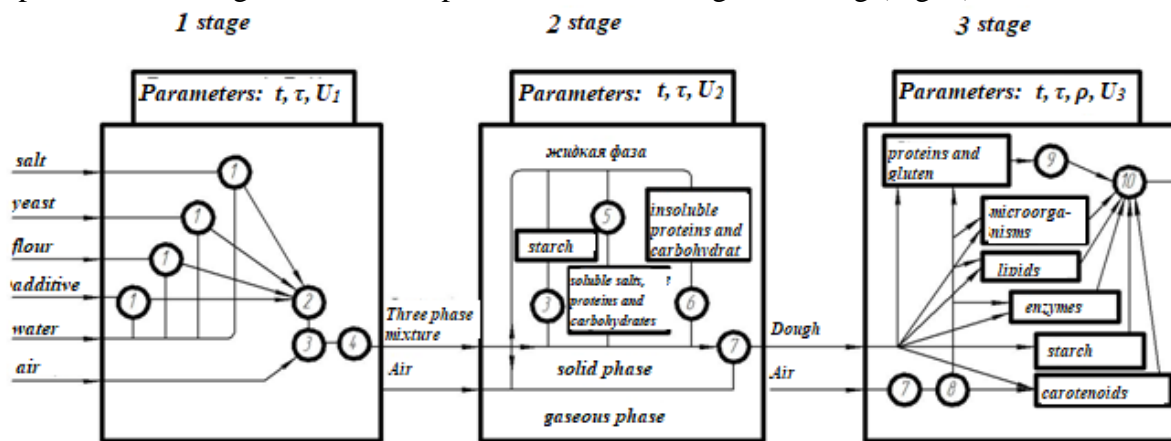 1 stage
2 stage
3 stage
Parameters: t, τ, U1
Parameters: t, τ, U2
Parameters: t, τ, ρ, U3
salt
yeast
flour
additive
water
air
1
1
1
1
2
3
4
Three phase
mixture
Air
жидкая фаза
starch
5
insoluble
proteins and
carbohydrat
soluble salts,
proteins and
carbohydrates
3
6
7
solid phase
gaseous phase
Dough
Air
proteins and
gluten
9
10
microorga-
nisms
lipids
enzymes
starch
carotenoids
7
8